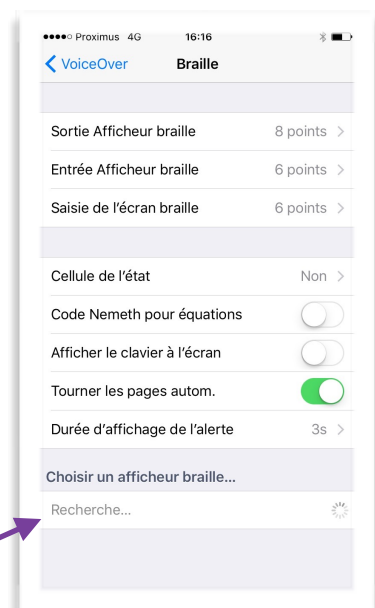 Proximus 4G 16:16
VoiceOver Braille
Sortie Afficheur braille 8 points
Entrée Afficheur braille 6 points
Saisie de l'écran braille 6 points
Cellule de l'état Non
Code Nemeth pour équations
Afficher le clavier à l'écran
Tourner les pages autom.
Durée d'affichage de l'alerte 3s
Choisir un afficheur braille...
Recherche...